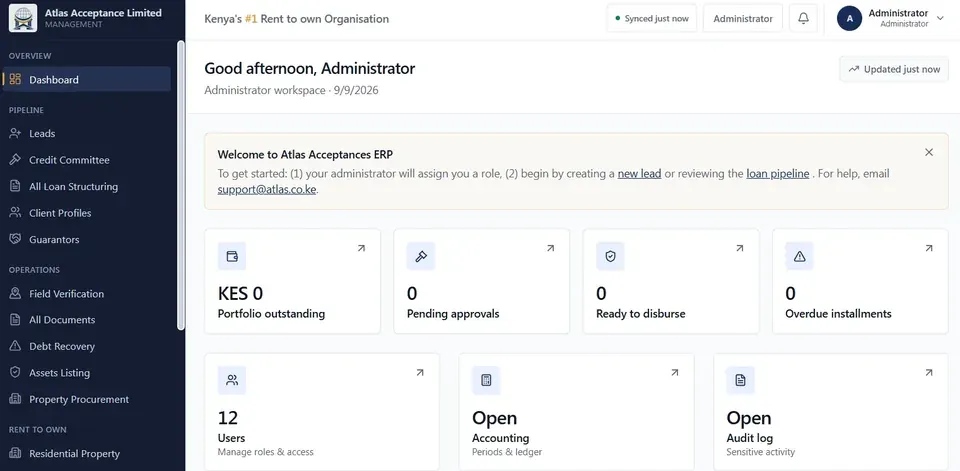 Atlas Acceptance Limited
MANAGEMENT
OVERVIEW
Dashboard
PIPELINE
Leads
Credit Committee
All Loan Structuring
Client Profiles
Guarantors
OPERATIONS
Field Verification
All Documents
Debt Recovery
Assets Listing
Property Procurement
RENT TO OWN
Residential Property
Kenya's #1 Rent to own Organisation
Synced just now
Administrator
A
Administrator
Administrator
Good afternoon, Administrator
Administrator workspace · 9/9/2026
Updated just now
Welcome to Atlas Acceptances ERP
To get started: (1) your administrator will assign you a role, (2) begin by creating a new lead or reviewing the loan pipeline . For help, email
support@atlas.co.ke.
KES 0
Portfolio outstanding
0
Pending approvals
0
Ready to disburse
0
Overdue installments
12
Users
Manage roles & access
Open
Accounting
Periods & ledger
Open
Audit log
Sensitive activity